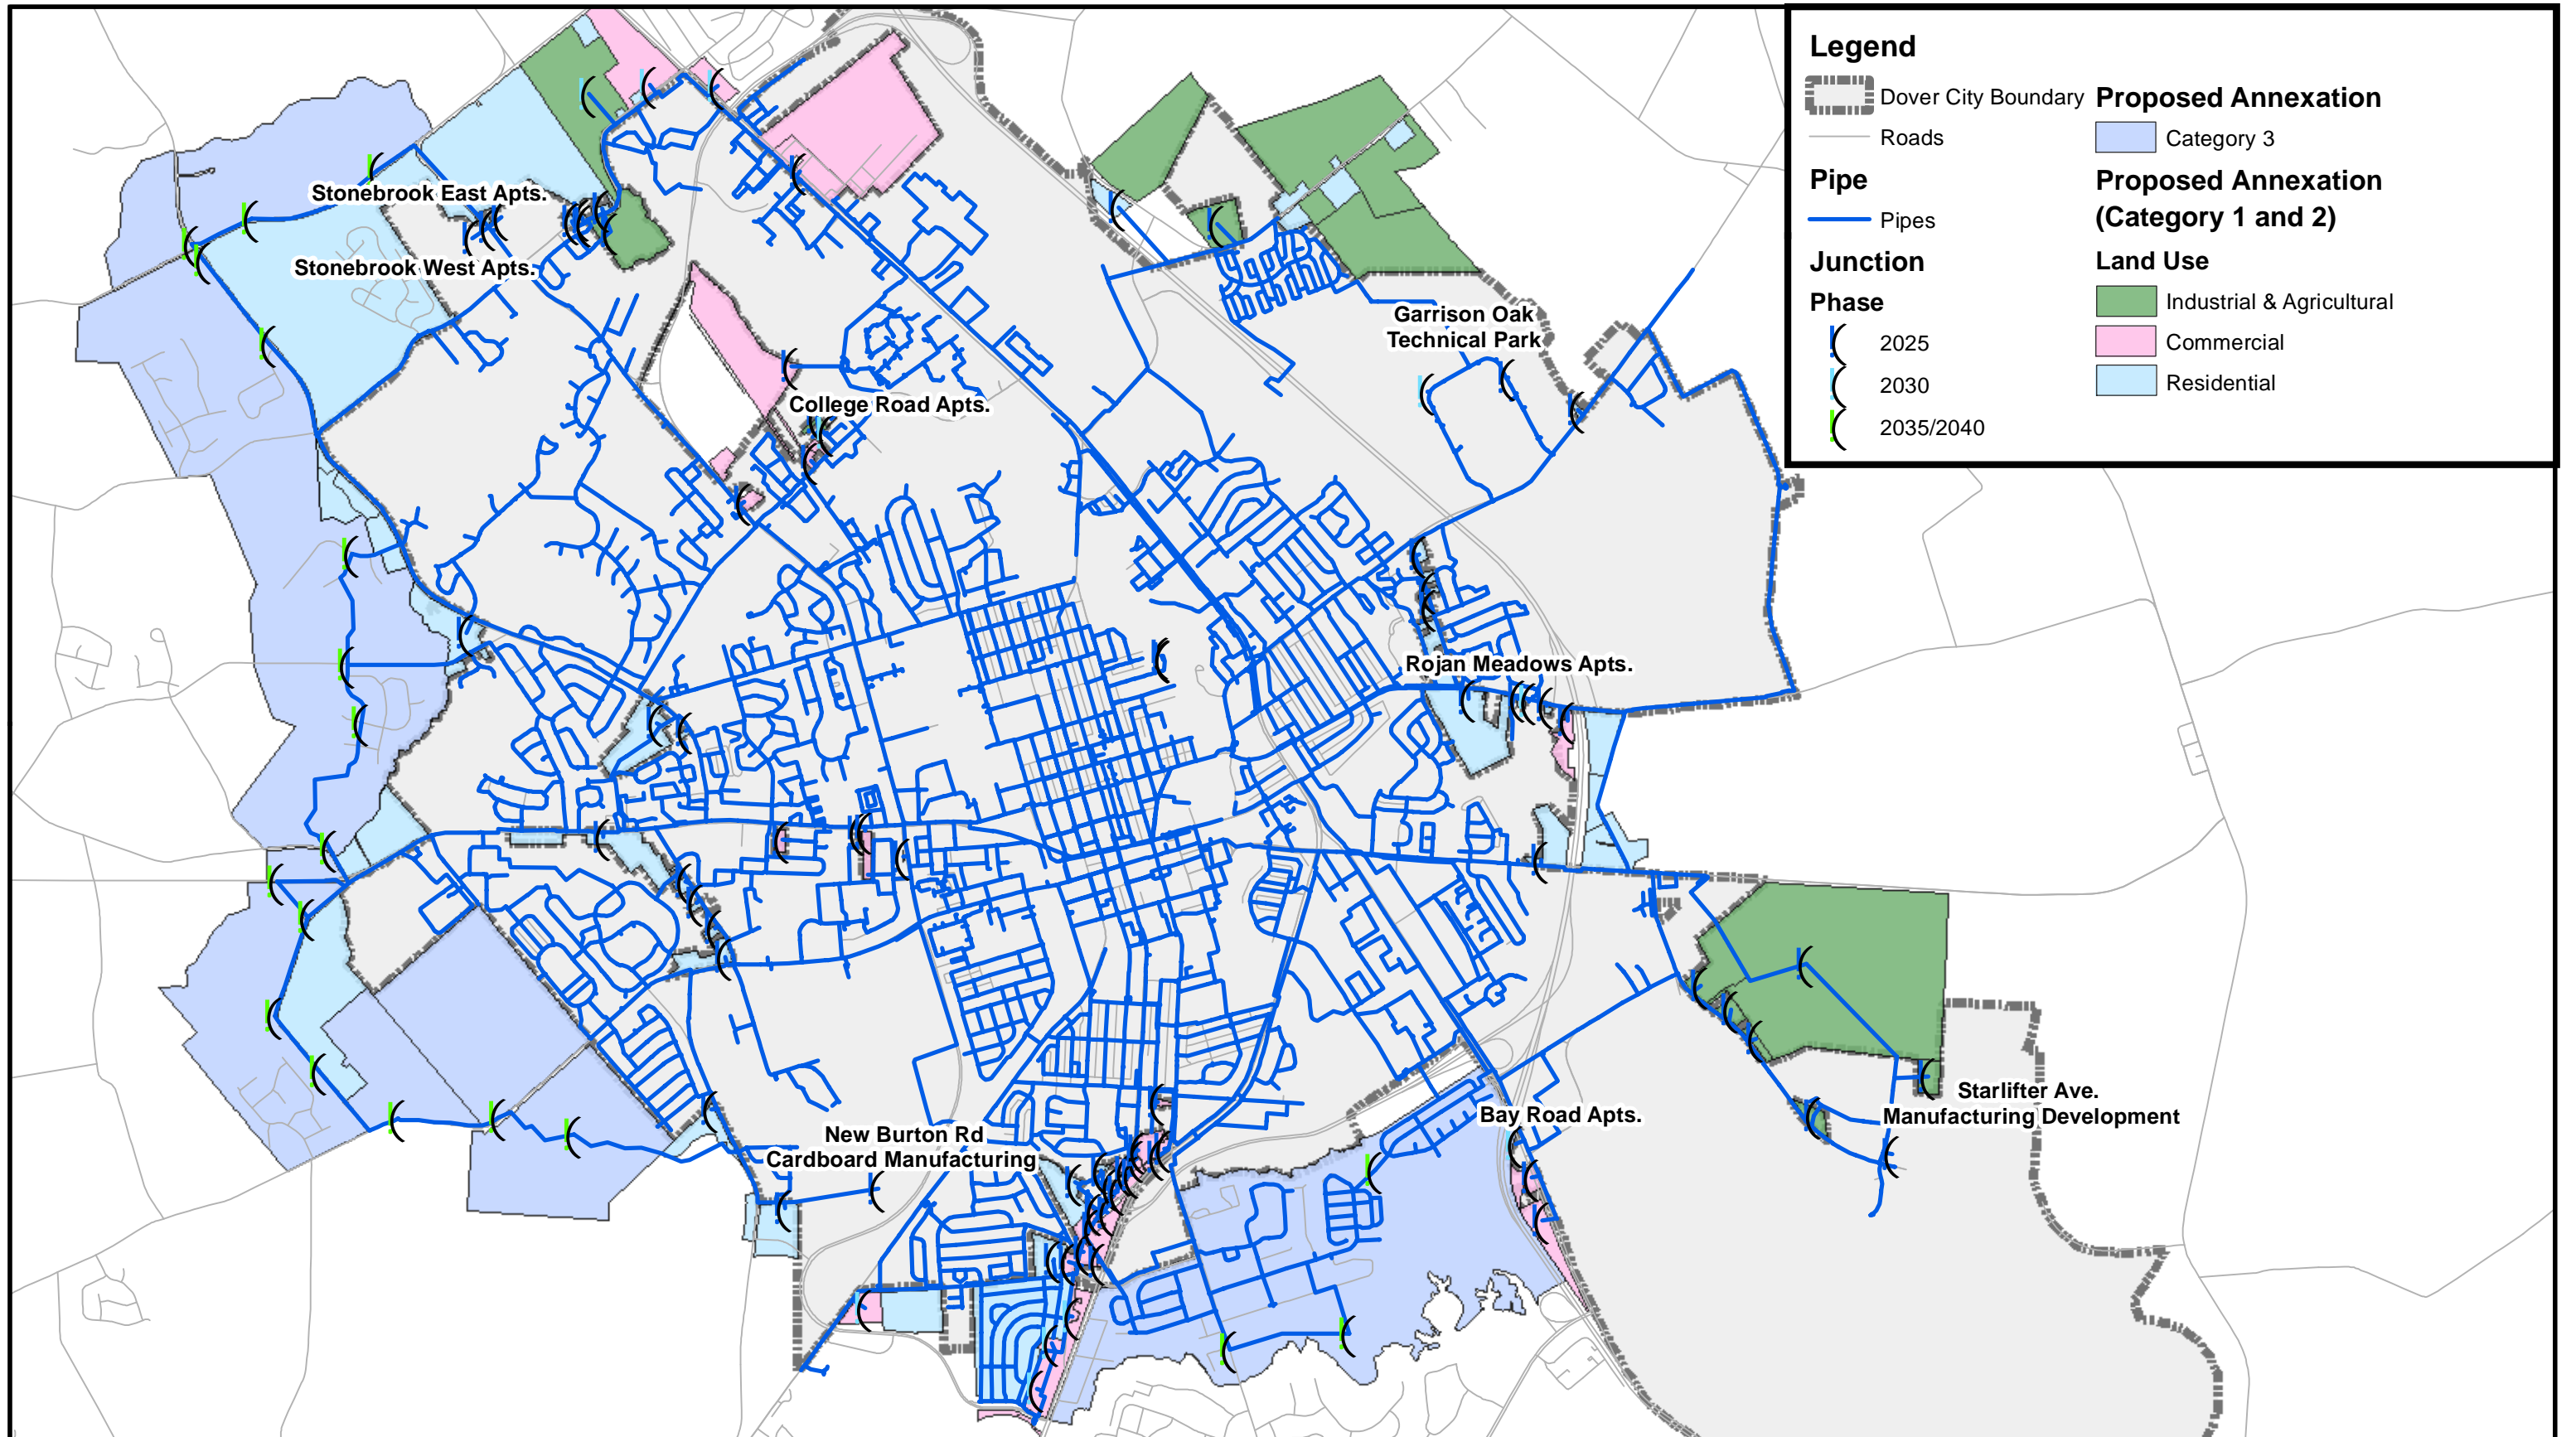 Legend
Dover City Boundary
Roads
Pipe
Pipes
Junction
Phase
2025
2030
2035/2040
Proposed Annexation
Category 3
Proposed Annexation
(Category 1 and 2)
Land Use
Industrial & Agricultural
Commercial
Residential
Stonebrook East Apts.
Stonebrook West Apts.
Garrison Oak
Technical Park
College Road Apts.
Rojan Meadows Apts.
Starlifter Ave.
Manufacturing Development
Bay Road Apts.
New Burton Rd
Cardboard Manufacturing